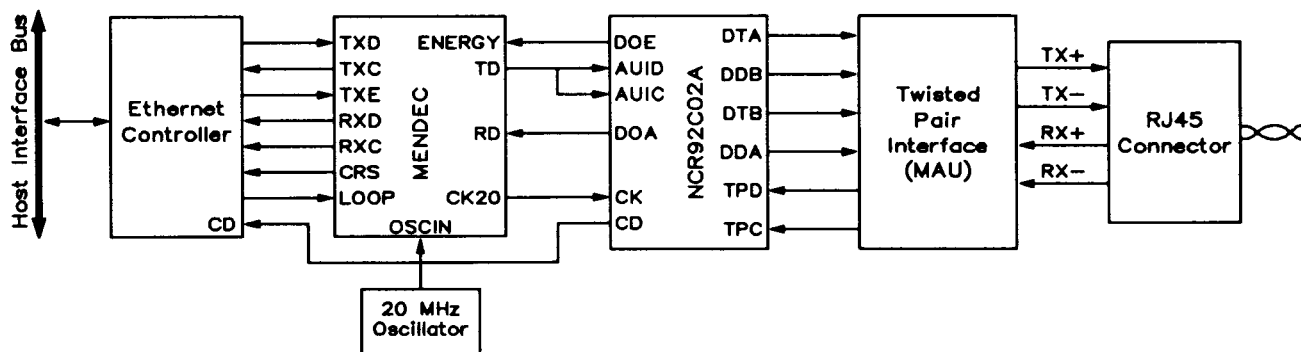 Host Interface Bus
Ethernet
Controller
CD
TXD
TXC
TXE
RXD
RXC
CRS
LOOP
MENDEC
ENERGY
TD
RD
CK20
OSCIN
20 MHz
Oscillator
DOE
AUID
AUIC
DOA
CK
CD
NCR92C02A
DTA
DDB
DTB
DDA
TPD
TPC
Twisted
Pair
Interface
(MAU)
TX+
TX-
RX+
RX-
RJ45
Connector